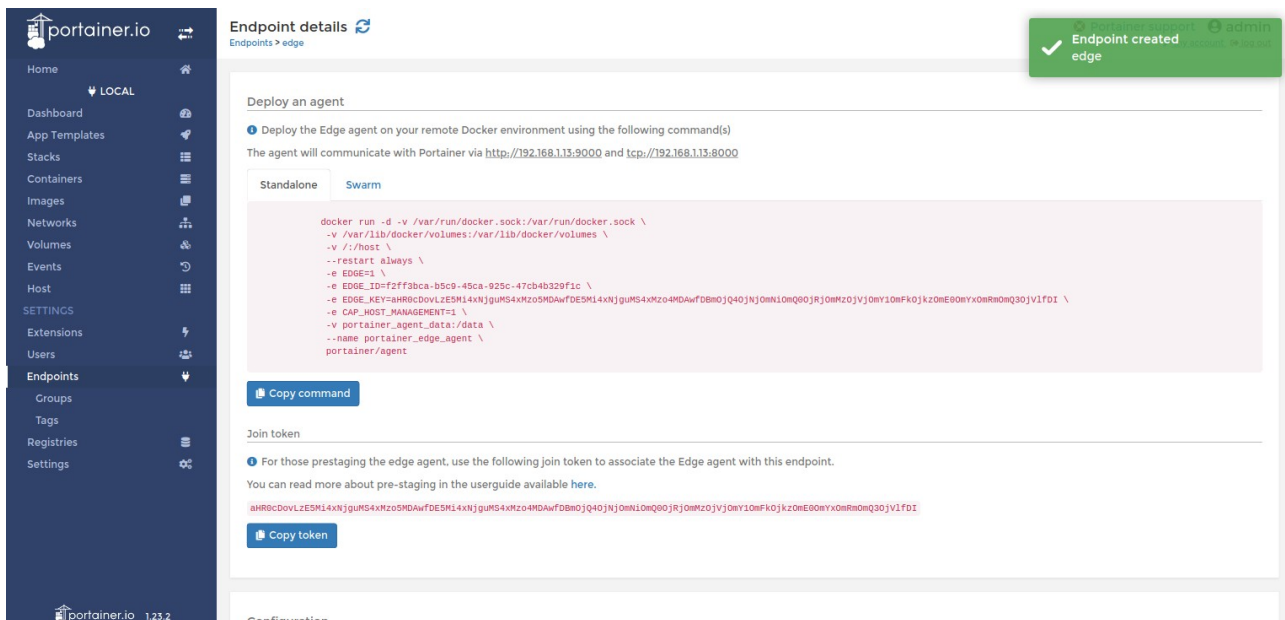 portainer.io
Home
LOCAL
Dashboard
App Templates
Stacks
Containers
Images
Networks
Volumes
Events
Host
SETTINGS
Extensions
Users
Endpoints
Groups
Tags
Registries
Settings
portainer.io 1.23.2
Endpoint details
Endpoints > edge
Portainer support admin
Endpoint created
edge
Deploy an agent
Deploy the Edge agent on your remote Docker environment using the following command(s)
The agent will communicate with Portainer via http://192.168.1.13:9000 and tcp://192.168.1.13:8000
Standalone Swarm
docker run -d -v /var/run/docker.sock:/var/run/docker.sock \
-v /var/lib/docker/volumes:/var/lib/docker/volumes \
-v /:/host \
--restart always \
-e EDGE=1 \
-e EDGE_ID=f2ff3bca-b5c9-45ca-925c-47cb4b329f1c \
-e EDGE_KEY=aHR0cDovLzE5Mi4xNjguMS4xMzo5MDAwfDE5Mi4xNjguMS4xMzo4MDAwfDBmOjQ4OjNjOmNiOmQ0OjRjOmMzOjVjOmY1OmFkOjkzOmE0OmYxOmRmOmQ3OjVlfDI \
-e CAP_HOST_MANAGEMENT=1 \
-v portainer_agent_data:/data \
--name portainer_edge_agent \
portainer/agent
Copy command
Join token
For those prestaging the edge agent, use the following join token to associate the Edge agent with this endpoint.
You can read more about pre-staging in the userguide available here.
aHR0cDovLzE5Mi4xNjguMS4xMzo5MDAwfDE5Mi4xNjguMS4xMzo4MDAwfDBmOjQ4OjNjOmNiOmQ0OjRjOmMzOjVjOmY1OmFkOjkzOmE0OmYxOmRmOmQ3OjVlfDI
Copy token
Configuration